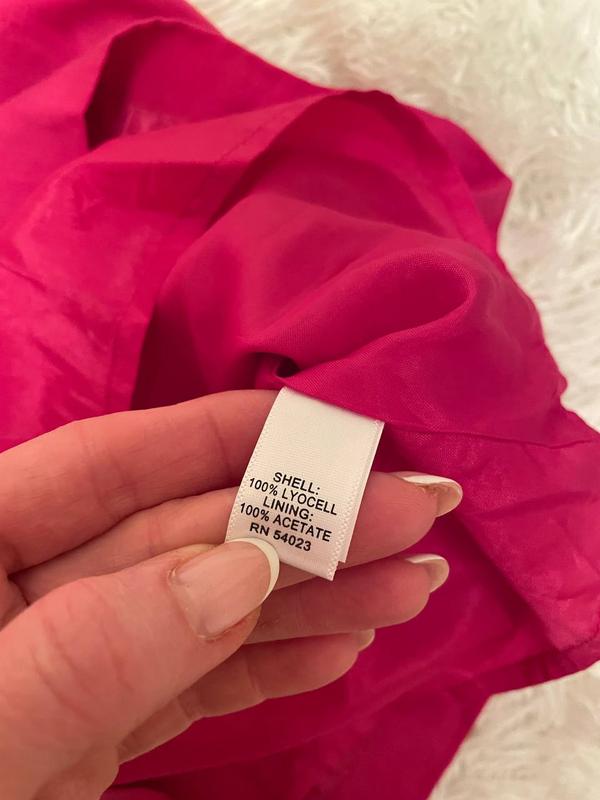 SHELL:
100% LYOCELL
LINING:
100% ACETATE
RN 54023